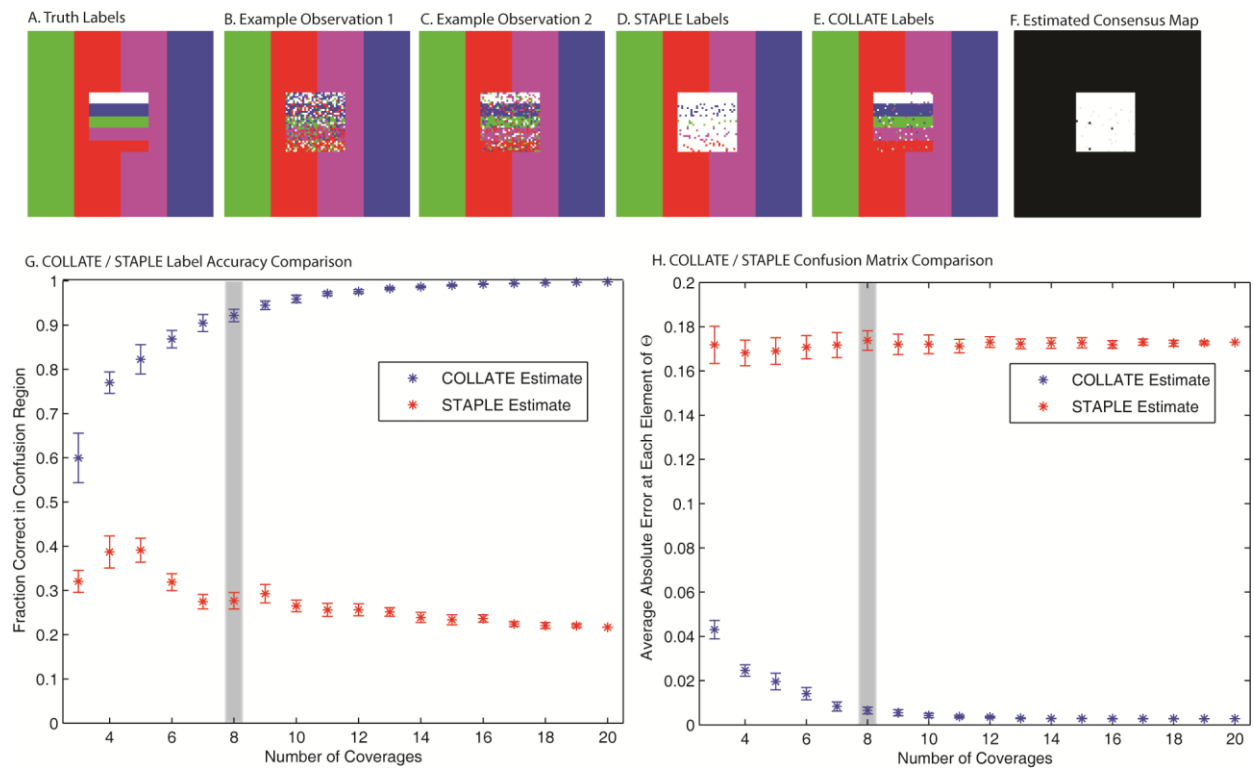 A. Truth Labels
B. Example Observation 1
C. Example Observation 2
D. STAPLE Labels
E. COLLATE Labels
F. Estimated Consensus Map
G. COLLATE / STAPLE Label Accuracy Comparison
1
0.9
0.8
0.7
0.6
0.5
0.4
0.3
0.2
0.1
0
Fraction Correct in Confusion Region
COLLATE Estimate
STAPLE Estimate
4
6
8
10
12
14
16
18
20
Number of Coverages
H. COLLATE / STAPLE Confusion Matrix Comparison
0.2
0.18
0.16
0.14
0.12
0.1
0.08
0.06
0.04
0.02
0
Average Absolute Error at Each Element of Θ
COLLATE Estimate
STAPLE Estimate
4
6
8
10
12
14
16
18
20
Number of Coverages